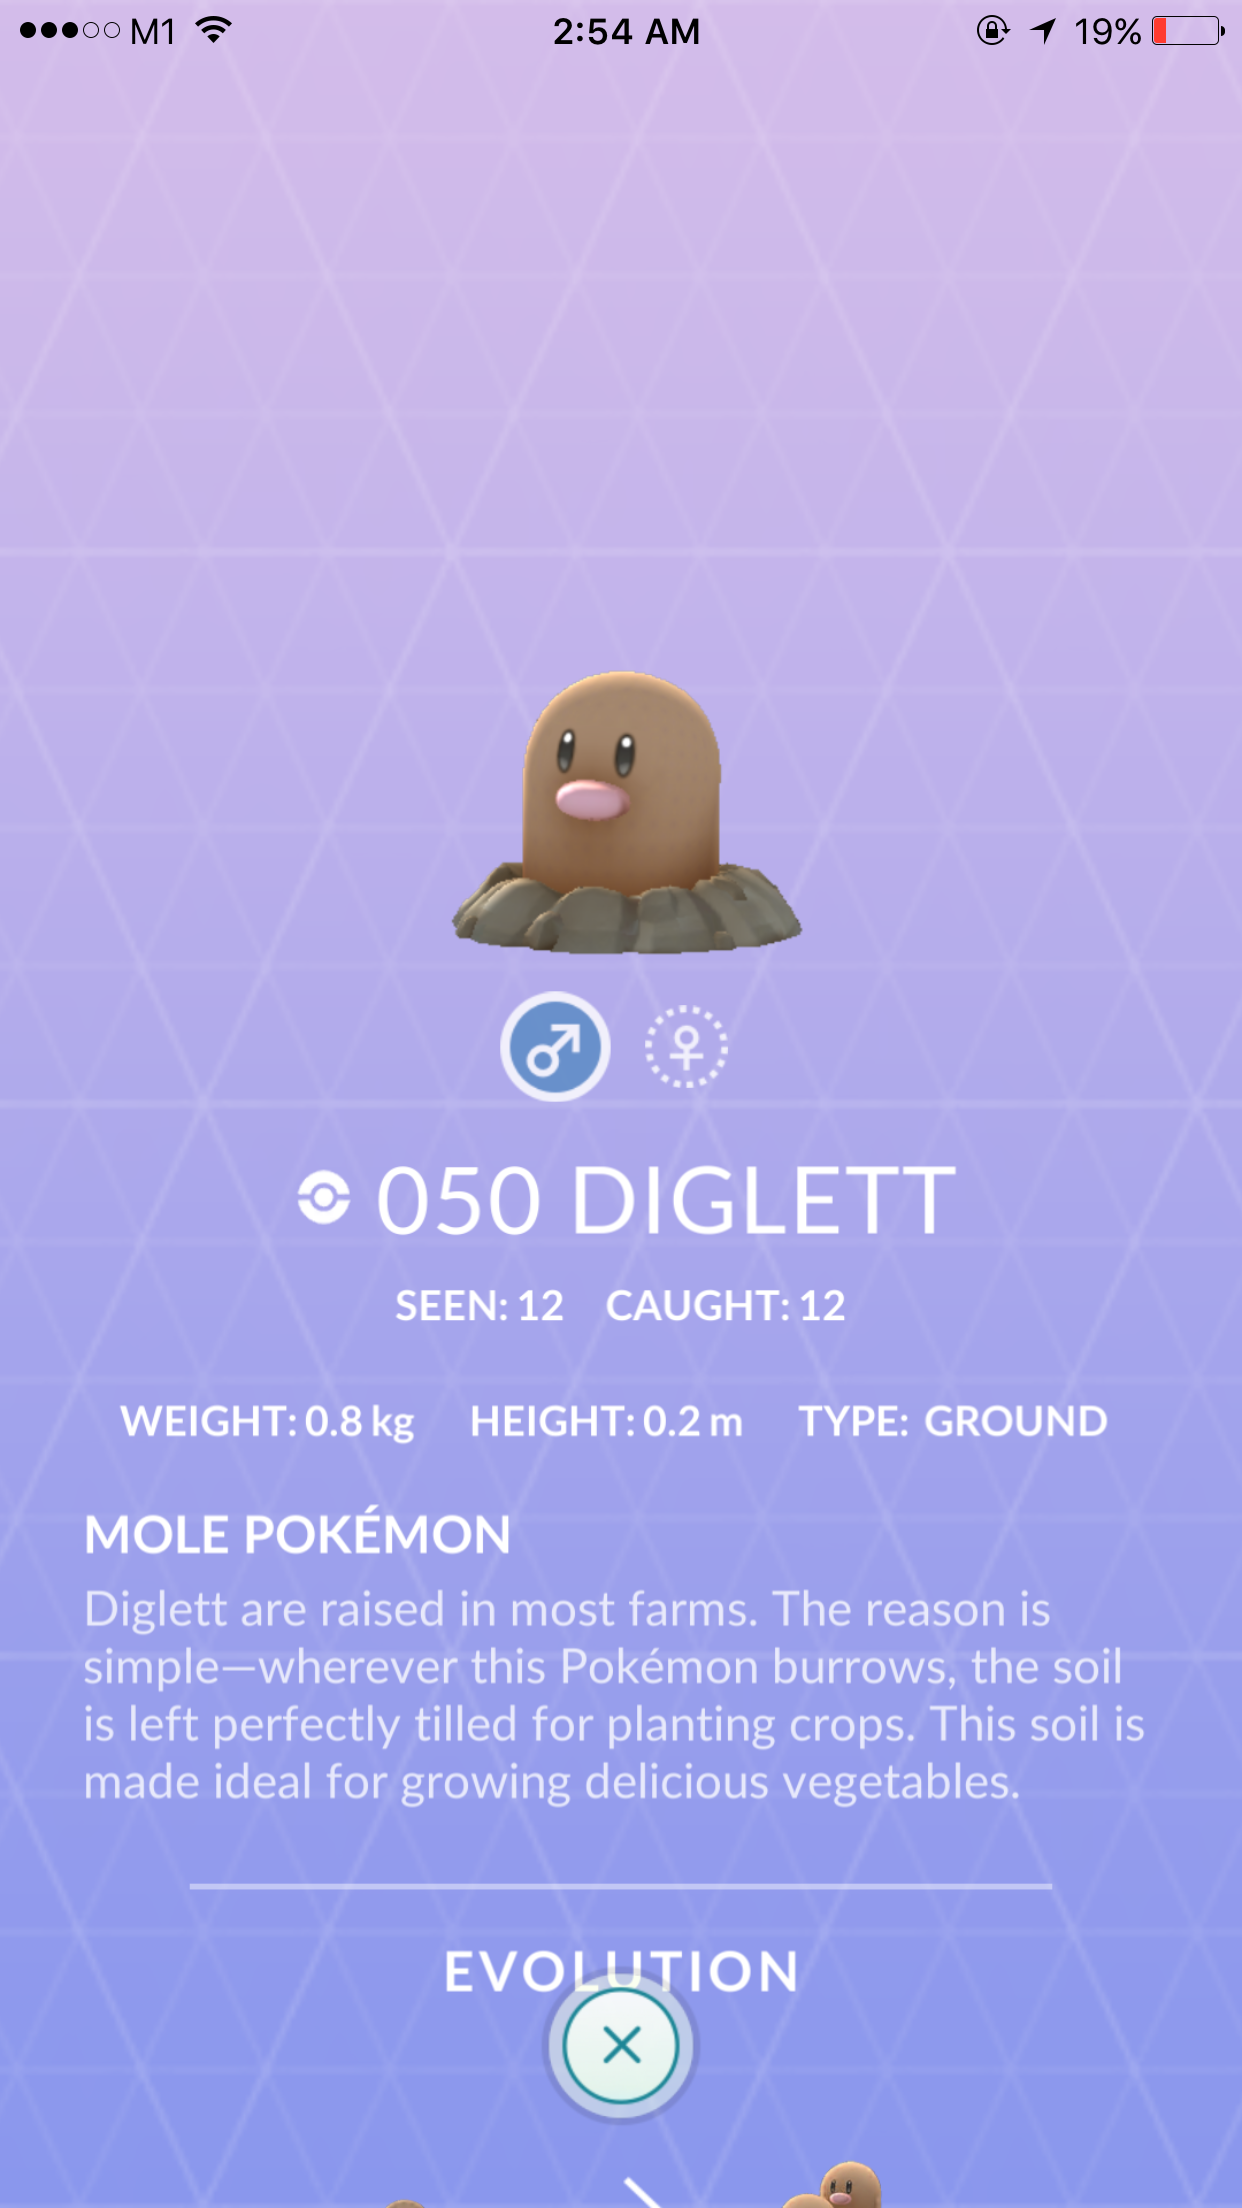 M1 2:54 AM 19%
050 DIGLETT
SEEN: 12 CAUGHT: 12
WEIGHT: 0.8 kg HEIGHT: 0.2 m TYPE: GROUND
MOLE POKÉMON
Diglett are raised in most farms. The reason is
simple—wherever this Pokémon burrows, the soil
is left perfectly tilled for planting crops. This soil is
made ideal for growing delicious vegetables.
EVOLUTION